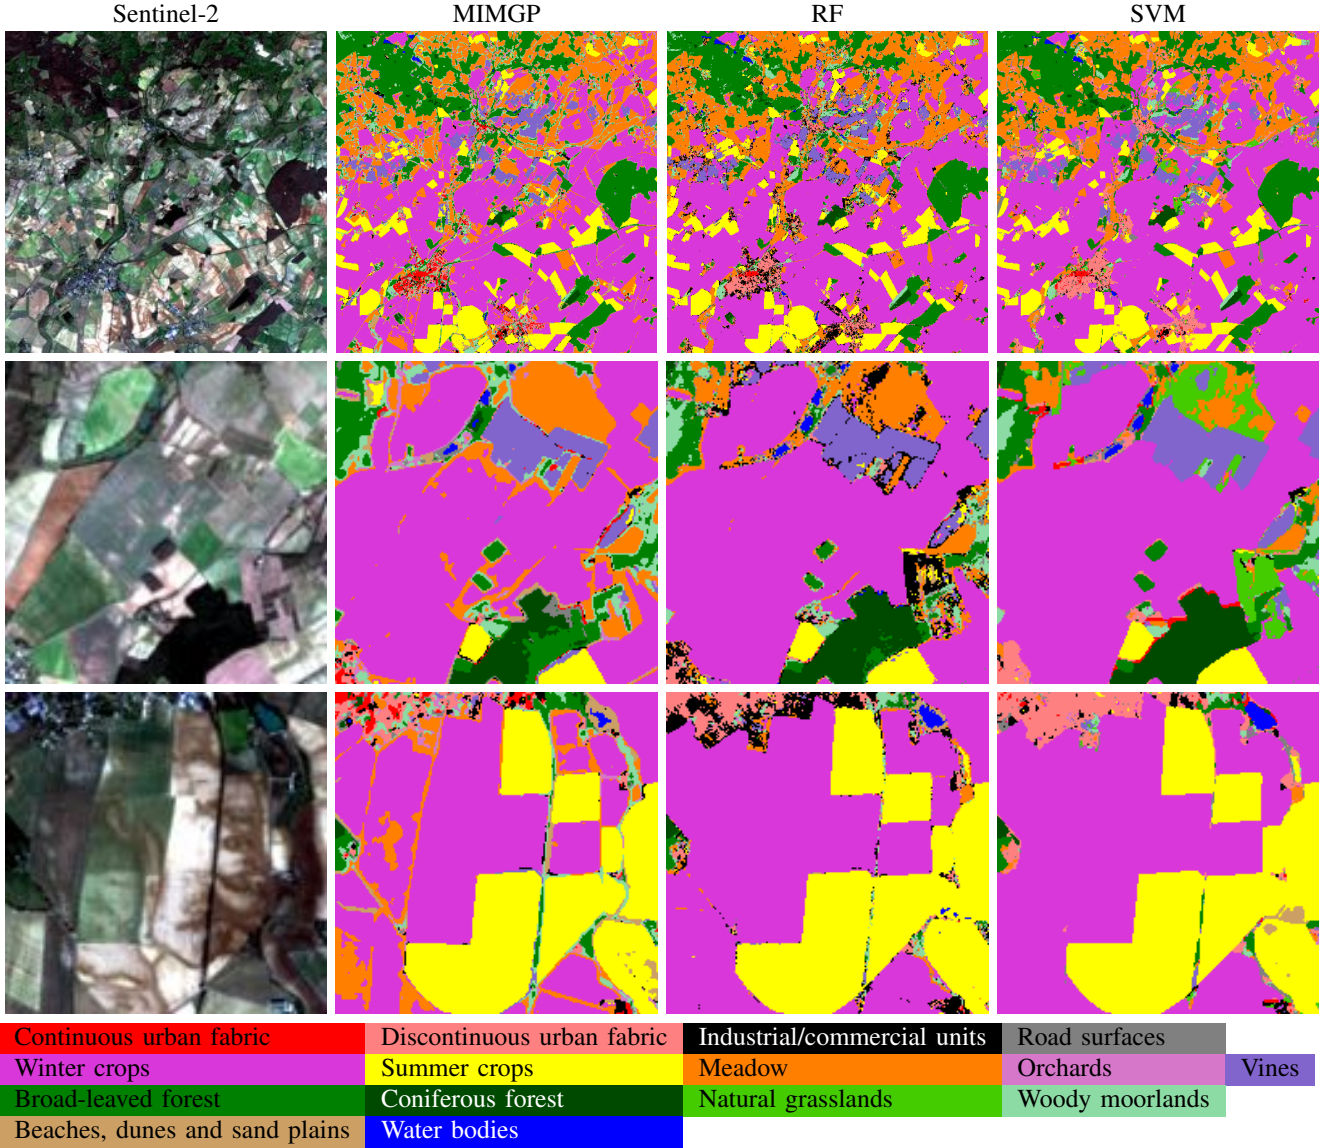 Sentinel-2 MIMGP RF SVM
Continuous urban fabric Discontinuous urban fabric Industrial/commercial units Road surfaces
Winter crops Summer crops Meadow Orchards Vines
Broad-leaved forest Coniferous forest Natural grasslands Woody moorlands
Beaches, dunes and sand plains Water bodies